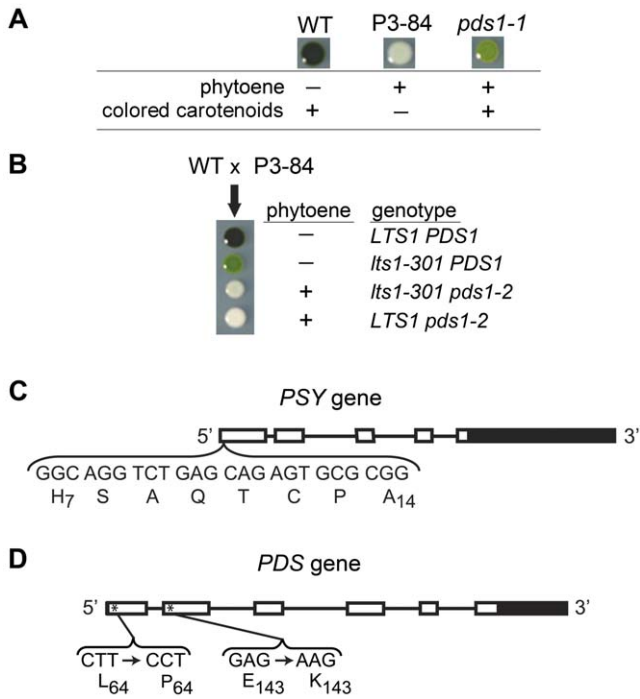 A
WT P3-84 pds1-1
phytoene – + +
colored carotenoids + – +
B
WT x P3-84
phytoene genotype
– LTS1 PDS1
– lts1-301 PDS1
+ lts1-301 pds1-2
+ LTS1 pds1-2
C
PSY gene
5’ 3’
GGC AGG TCT GAG CAG AGT GCG CGG
H7 S A Q T C P A14
D
PDS gene
5’ * * 3’
CTT → CCT GAG → AAG
L64 P64 E143 K143